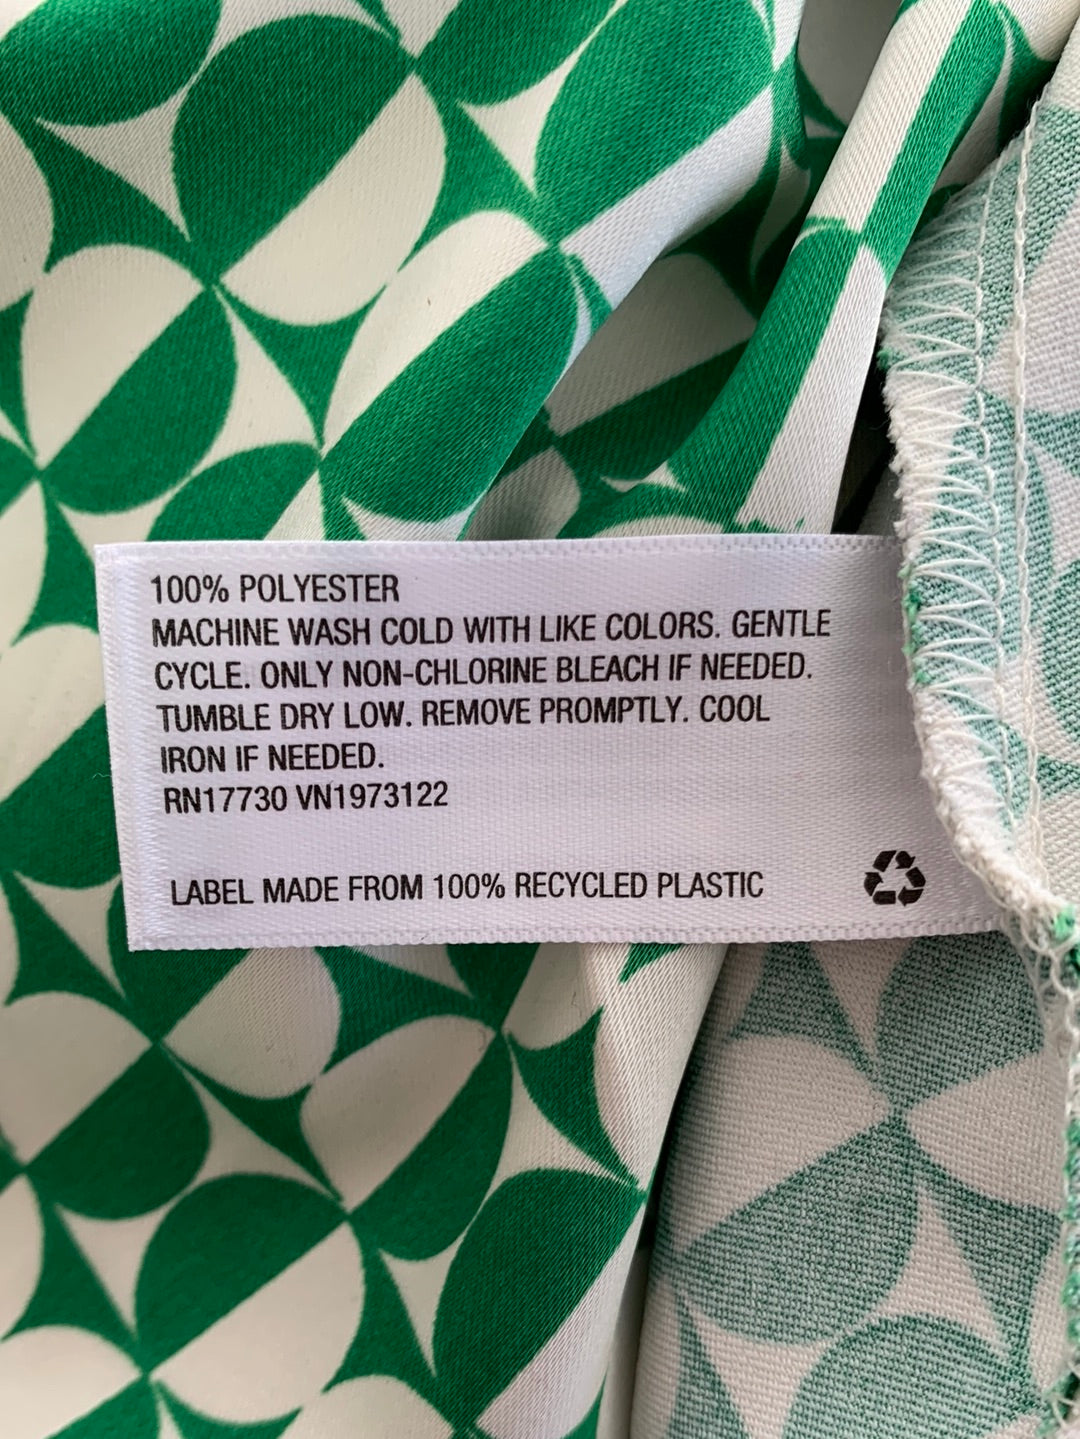 100% POLYESTER
MACHINE WASH COLD WITH LIKE COLORS. GENTLE
CYCLE. ONLY NON-CHLORINE BLEACH IF NEEDED.
TUMBLE DRY LOW. REMOVE PROMPTLY. COOL
IRON IF NEEDED.
RN17730 VN1973122
LABEL MADE FROM 100% RECYCLED PLASTIC